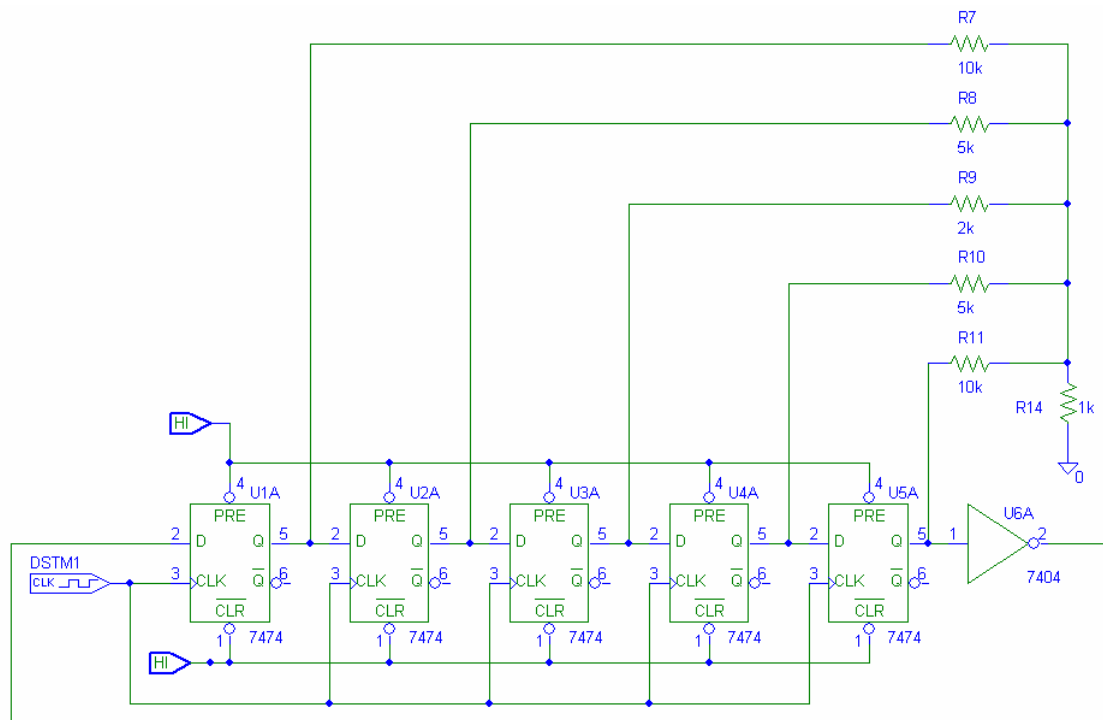 R7
10k
R8
5k
R9
2k
R10
5k
R11
10k
R14 1k
HI
0
4 U1A 4 U2A 4 U3A 4 U4A 4 U5A
U6A
PRE PRE PRE PRE PRE
2 D Q 5 2 D Q 5 2 D Q 5 2 D Q 5 2 D Q 5 1 2
DSTM1
CLK 3 CLK Q 6 3 CLK Q 6 3 CLK Q 6 3 CLK Q 6 3 CLK Q 6 7404
CLR CLR CLR CLR CLR
1 7474 1 7474 1 7474 1 7474 1 7474
HI